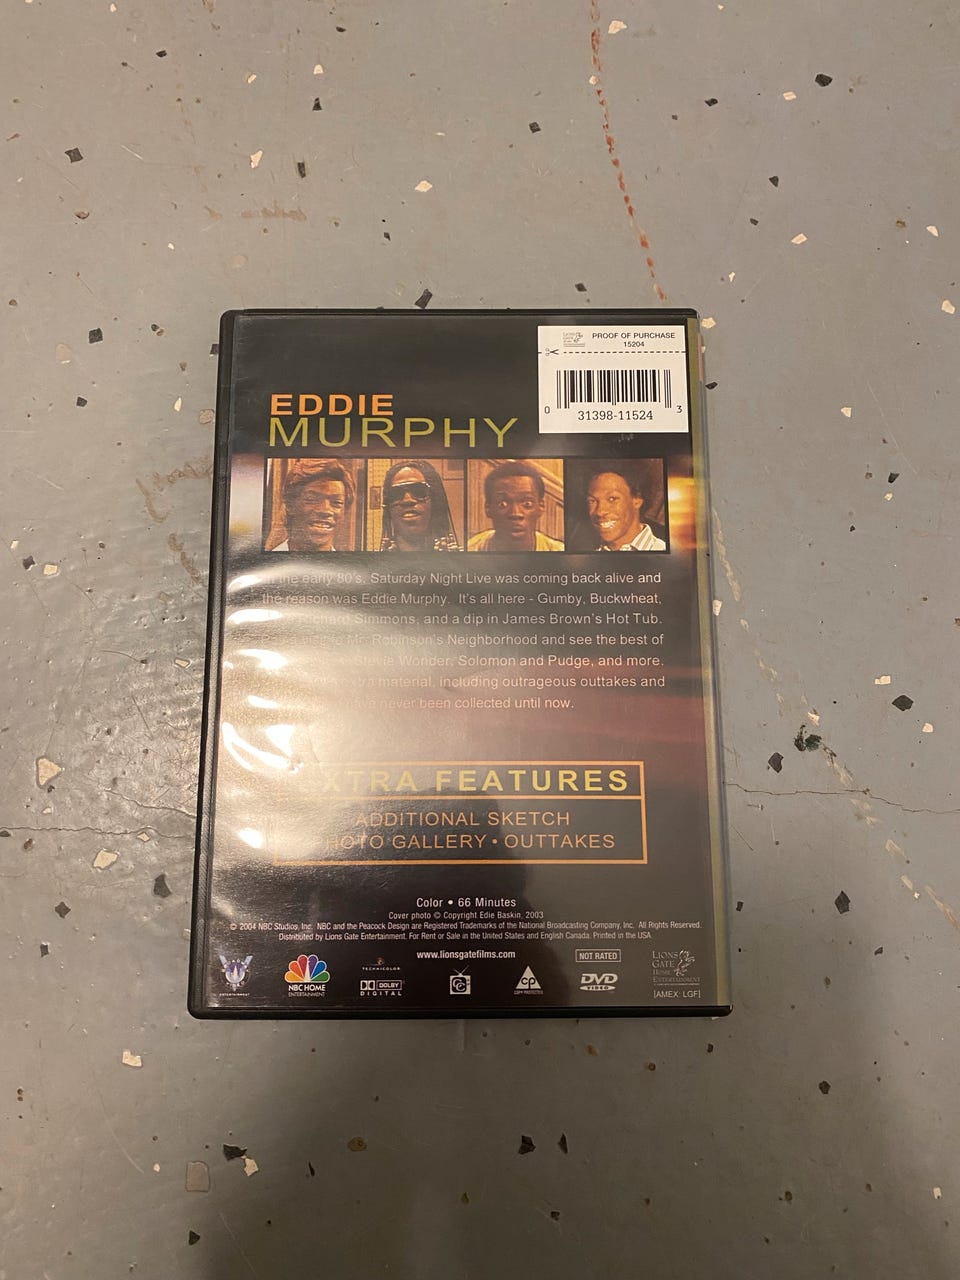 PROOF OF PURCHASE
15204
0 31398-11524 3
EDDIE
MURPHY
the early 80's, Saturday Night Live was coming back alive and
the reason was Eddie Murphy. It's all here - Gumby, Buckwheat,
Richard Simmons, and a dip in James Brown's Hot Tub.
to Mr. Robinson's Neighborhood and see the best of
Stevie Wonder, Solomon and Pudge, and more.
extra material, including outrageous outtakes and
have never been collected until now.
EXTRA FEATURES
ADDITIONAL SKETCH
PHOTO GALLERY • OUTTAKES
Color • 66 Minutes
Cover photo © Copyright Edie Baskin, 2003
© 2004 NBC Studios, Inc. NBC and the Peacock Design are Registered Trademarks of the National Broadcasting Company, Inc. All Rights Reserved.
Distributed by Lions Gate Entertainment. For Rent or Sale in the United States and English Canada. Printed in the USA.
www.lionsgatefilms.com
NOT RATED
TECHNICOLOR
LIONS
GATE
HOME
ENTERTAINMENT
NBC HOME
ENTERTAINMENT
DOLBY
DIGITAL
CC
CP
DVD
VIDEO
[AMEX: LGF]